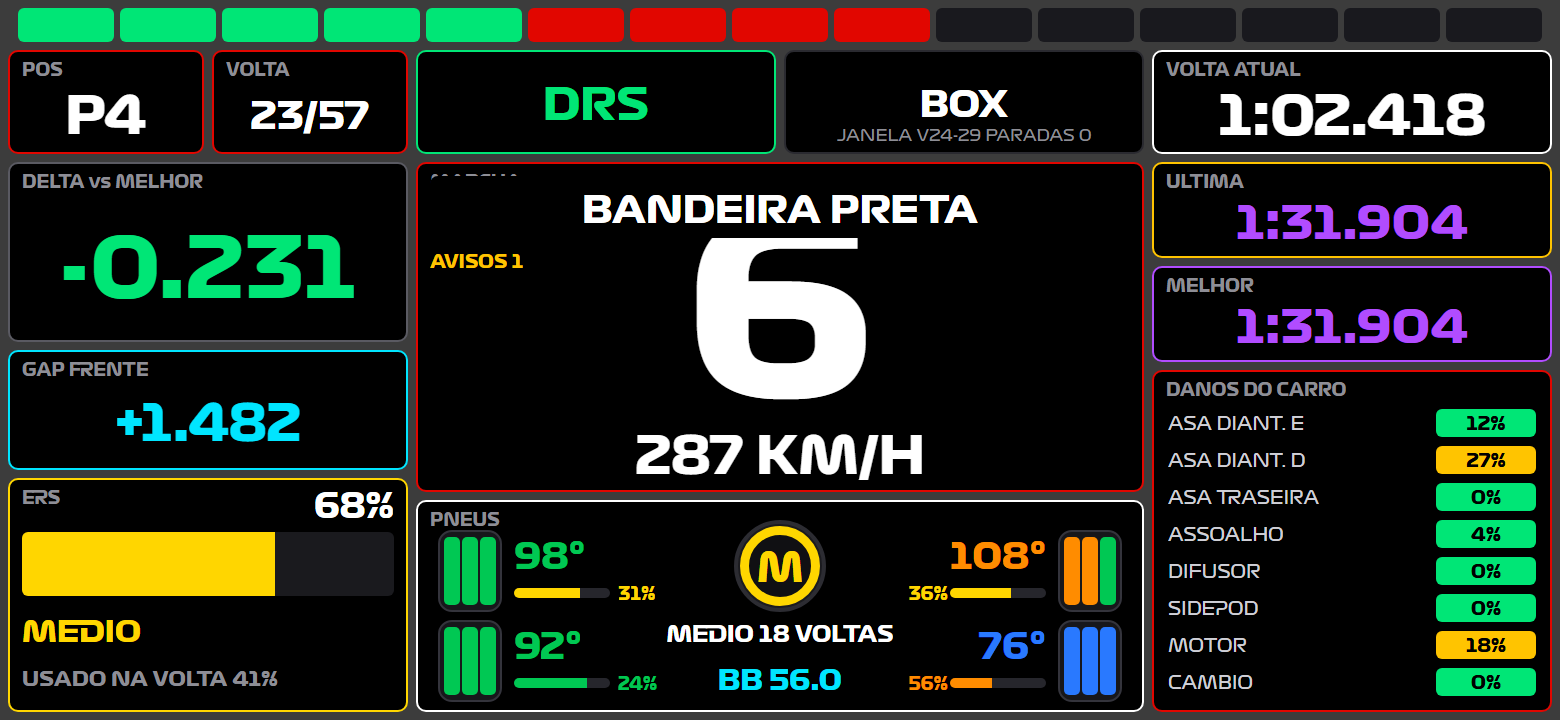 POS
P4
VOLTA
23/57
DRS
BOX
JANELA V24-29 PARADAS 0
VOLTA ATUAL
1:02.418
DELTA vs MELHOR
-0.231
BANDEIRA PRETA
AVISOS 1
6
287 KM/H
ULTIMA
1:31.904
MELHOR
1:31.904
GAP FRENTE
+1.482
ERS
68%
MEDIO
USADO NA VOLTA 41%
PNEUS
98°
31%
M
108°
36%
92°
24%
MEDIO 18 VOLTAS
BB 56.0
76°
56%
DANOS DO CARRO
ASA DIANT. E 12%
ASA DIANT. D 27%
ASA TRASEIRA 0%
ASSOALHO 4%
DIFUSOR 0%
SIDEPOD 0%
MOTOR 18%
CAMBIO 0%